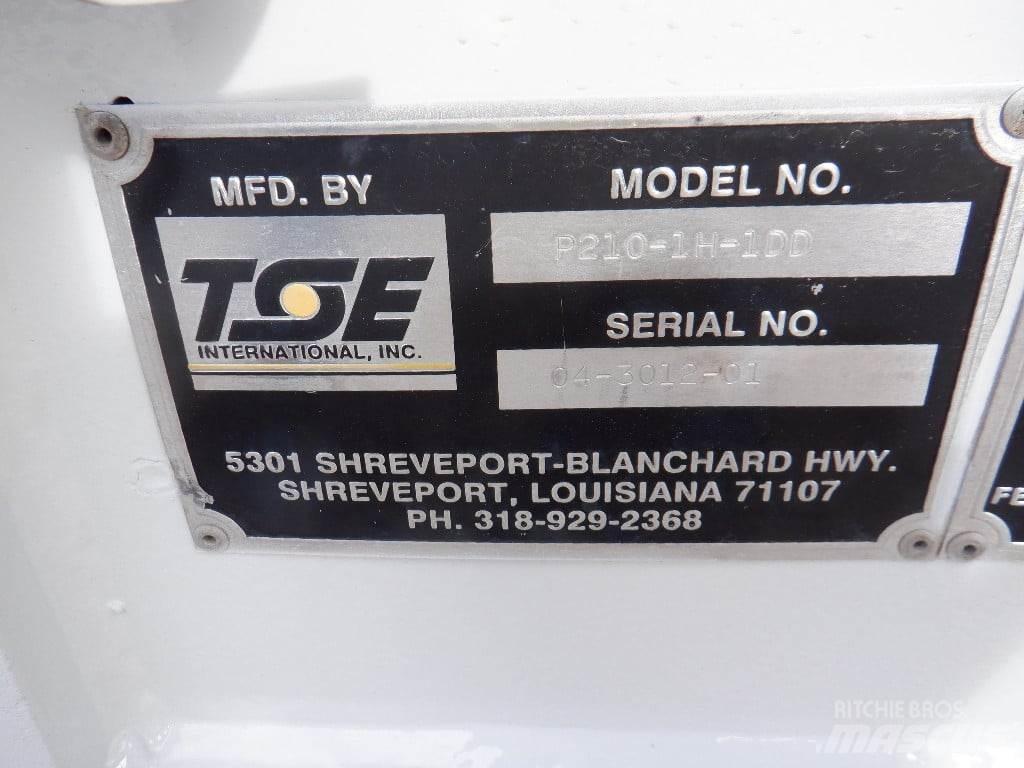 MFD. BY
TSE
INTERNATIONAL, INC.
MODEL NO.
P210-1H-1DD
SERIAL NO.
04-3012-01
5301 SHREVEPORT-BLANCHARD HWY.
SHREVEPORT, LOUISIANA 71107
PH. 318-929-2368
FE
RITCHIE BROS.
MASCUS